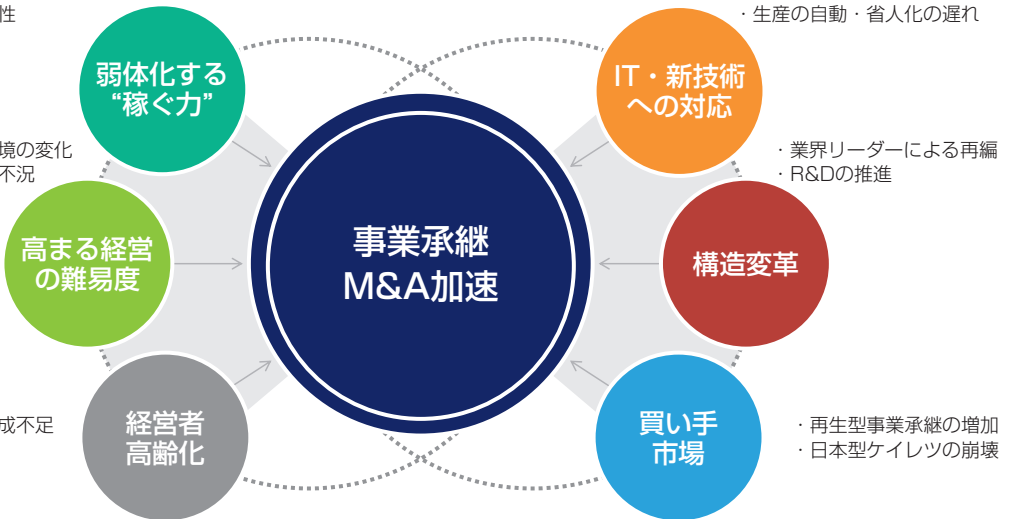 性
・生産の自動・省人化の遅れ
弱体化する
“稼ぐ力”
IT・新技術
への対応
境の変化
不況
・業界リーダーによる再編
・R&Dの推進
高まる経営
の難易度
事業承継
M&A加速
構造変革
成不足
経営者
高齢化
買い手
市場
・再生型事業承継の増加
・日本型ケイレツの崩壊